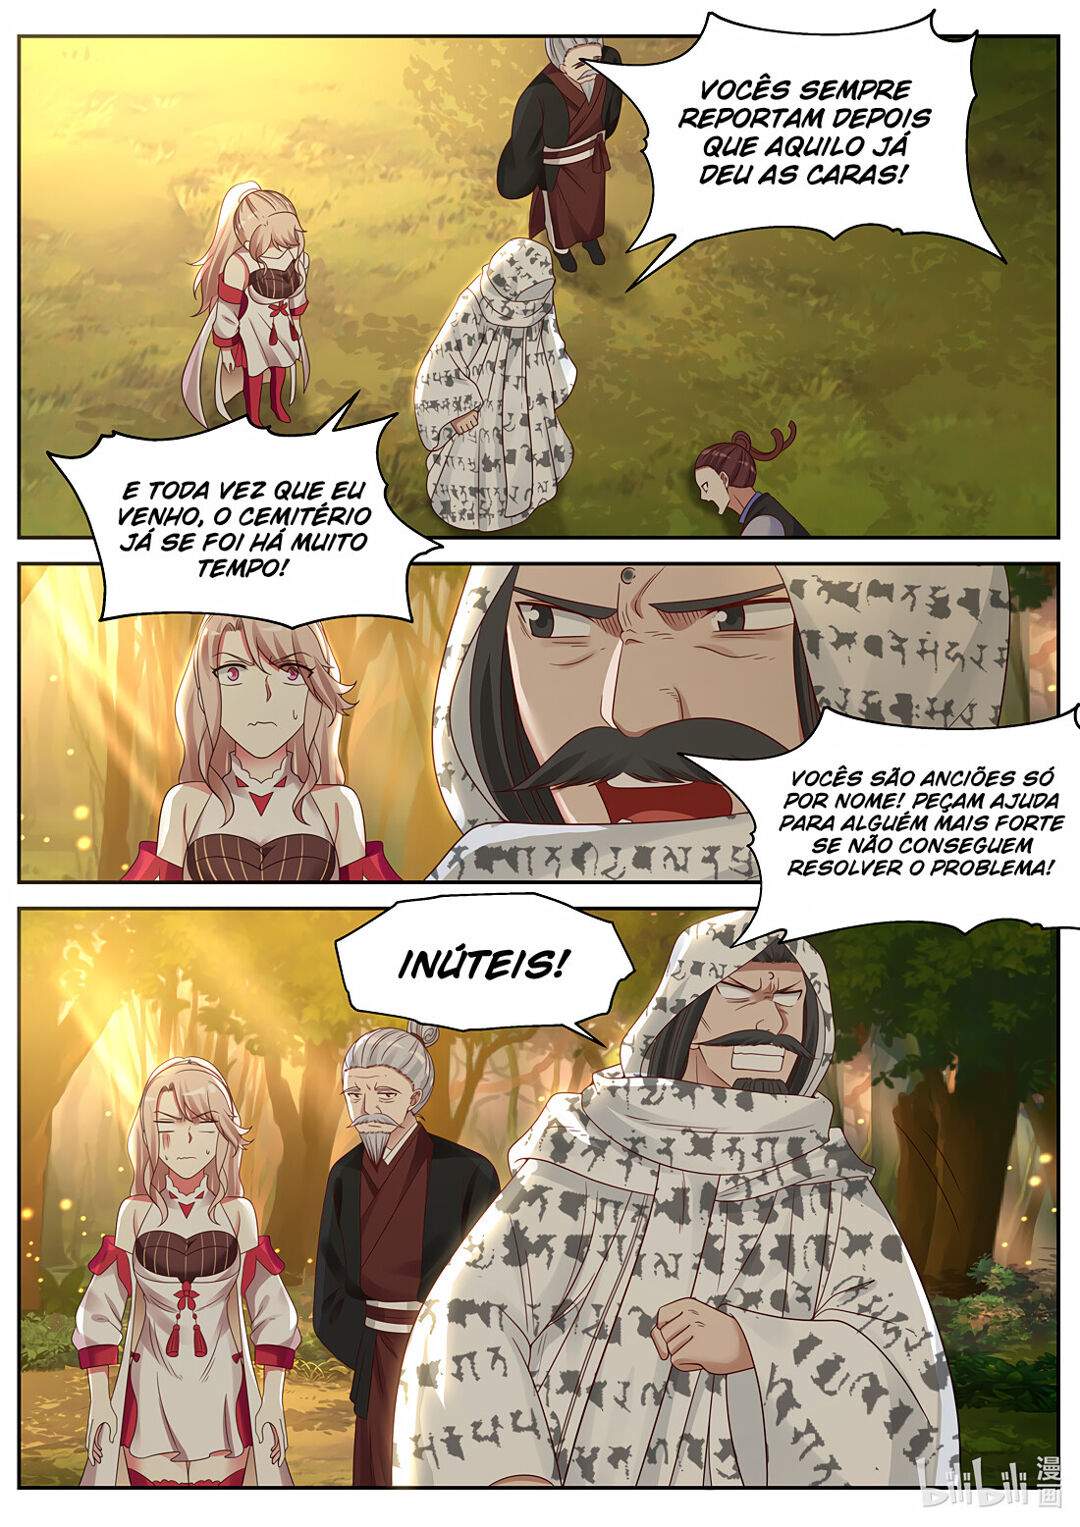 VOCÊS SEMPRE
REPORTAM DEPOIS
QUE AQUILO JÁ
DEU AS CARAS!
E TODA VEZ QUE EU
VENHO, O CEMITÉRIO
JÁ SE FOI HÁ MUITO
TEMPO!
VOCÊS SÃO ANCIÕES SÓ
POR NOME! PEÇAM AJUDA
PARA ALGUÉM MAIS FORTE
SE NÃO CONSEGUEM
RESOLVER O PROBLEMA!
INÚTEIS!
bilibili 漫画